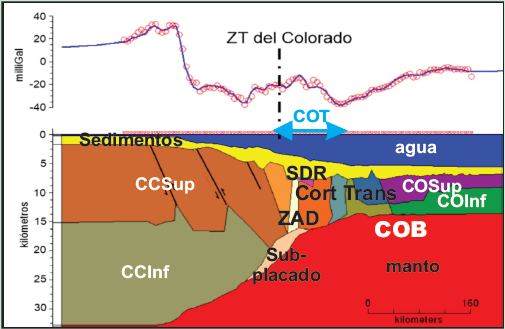 40
20
0
-20
-40
milliGal
ZT del Colorado
COT
0
5
10
15
20
25
30
kilómetros
Sedimentos
agua
CCSup
SDR
COSup
Cort Trans
COInf
ZAD
COB
CCInf
Sub-
placado
manto
0 160
kilometers